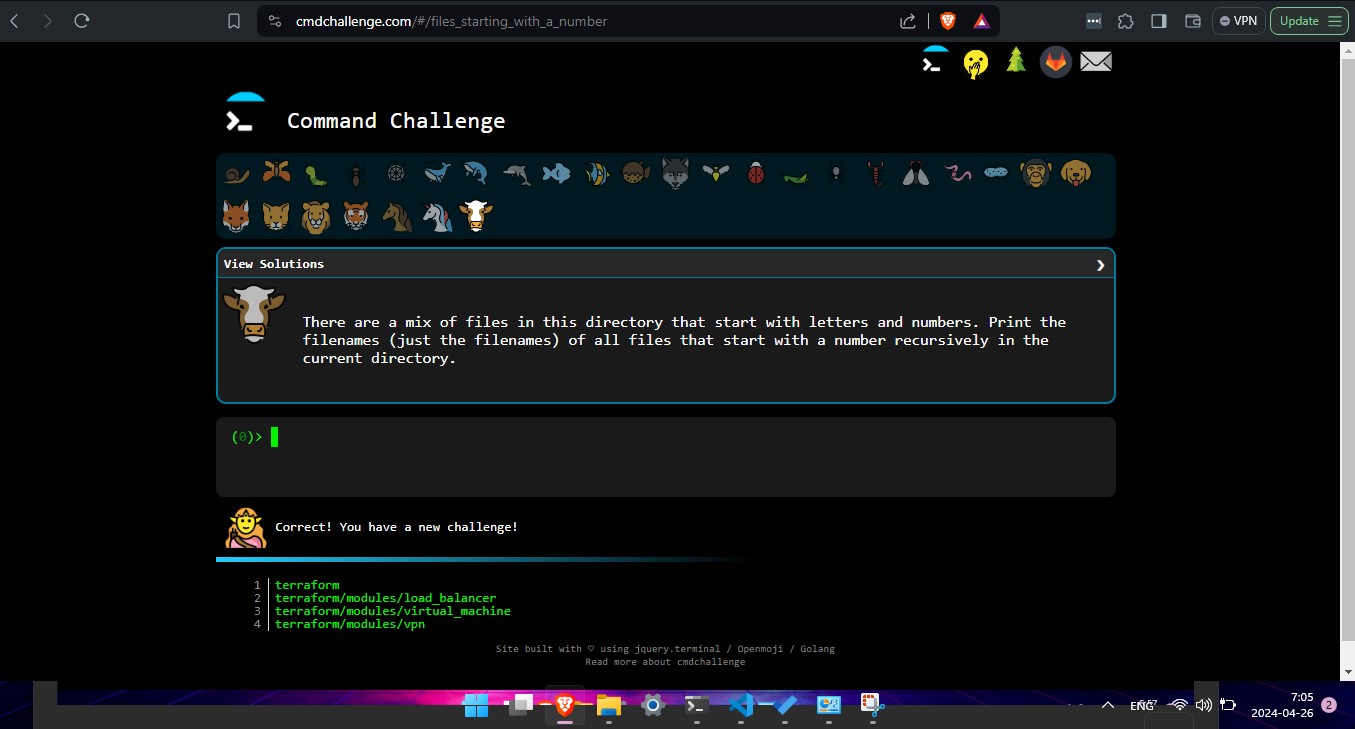 cmdchallenge.com/#/files_starting_with_a_number
VPN
Update
Command Challenge
View Solutions
There are a mix of files in this directory that start with letters and numbers. Print the
filenames (just the filenames) of all files that start with a number recursively in the
current directory.
(0)>
Correct! You have a new challenge!
1 terraform
2 terraform/modules/load_balancer
3 terraform/modules/virtual_machine
4 terraform/modules/vpn
Site built with ♡ using jquery.terminal / Openmoji / Golang
Read more about cmdchallenge
ENG
7:05
2024-04-26
2